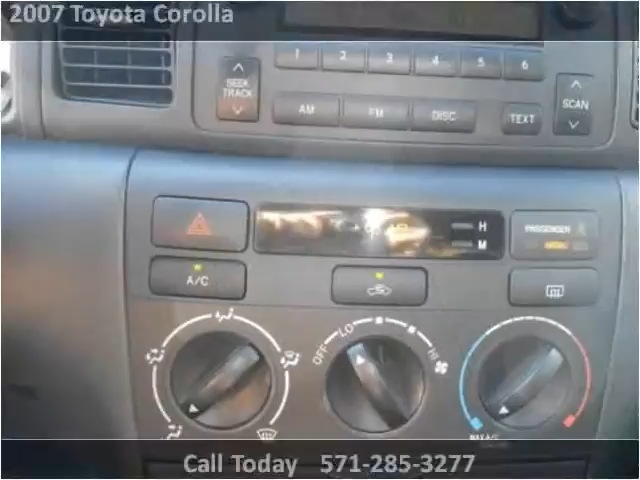 2007 Toyota Corolla
1 2 3 4 5 6
SEEK
TRACK
AM FM DISC TEXT
SCAN
H
M
PASSENGER
A/C
OFF LO HI
MAX A/C
Call Today 571-285-3277